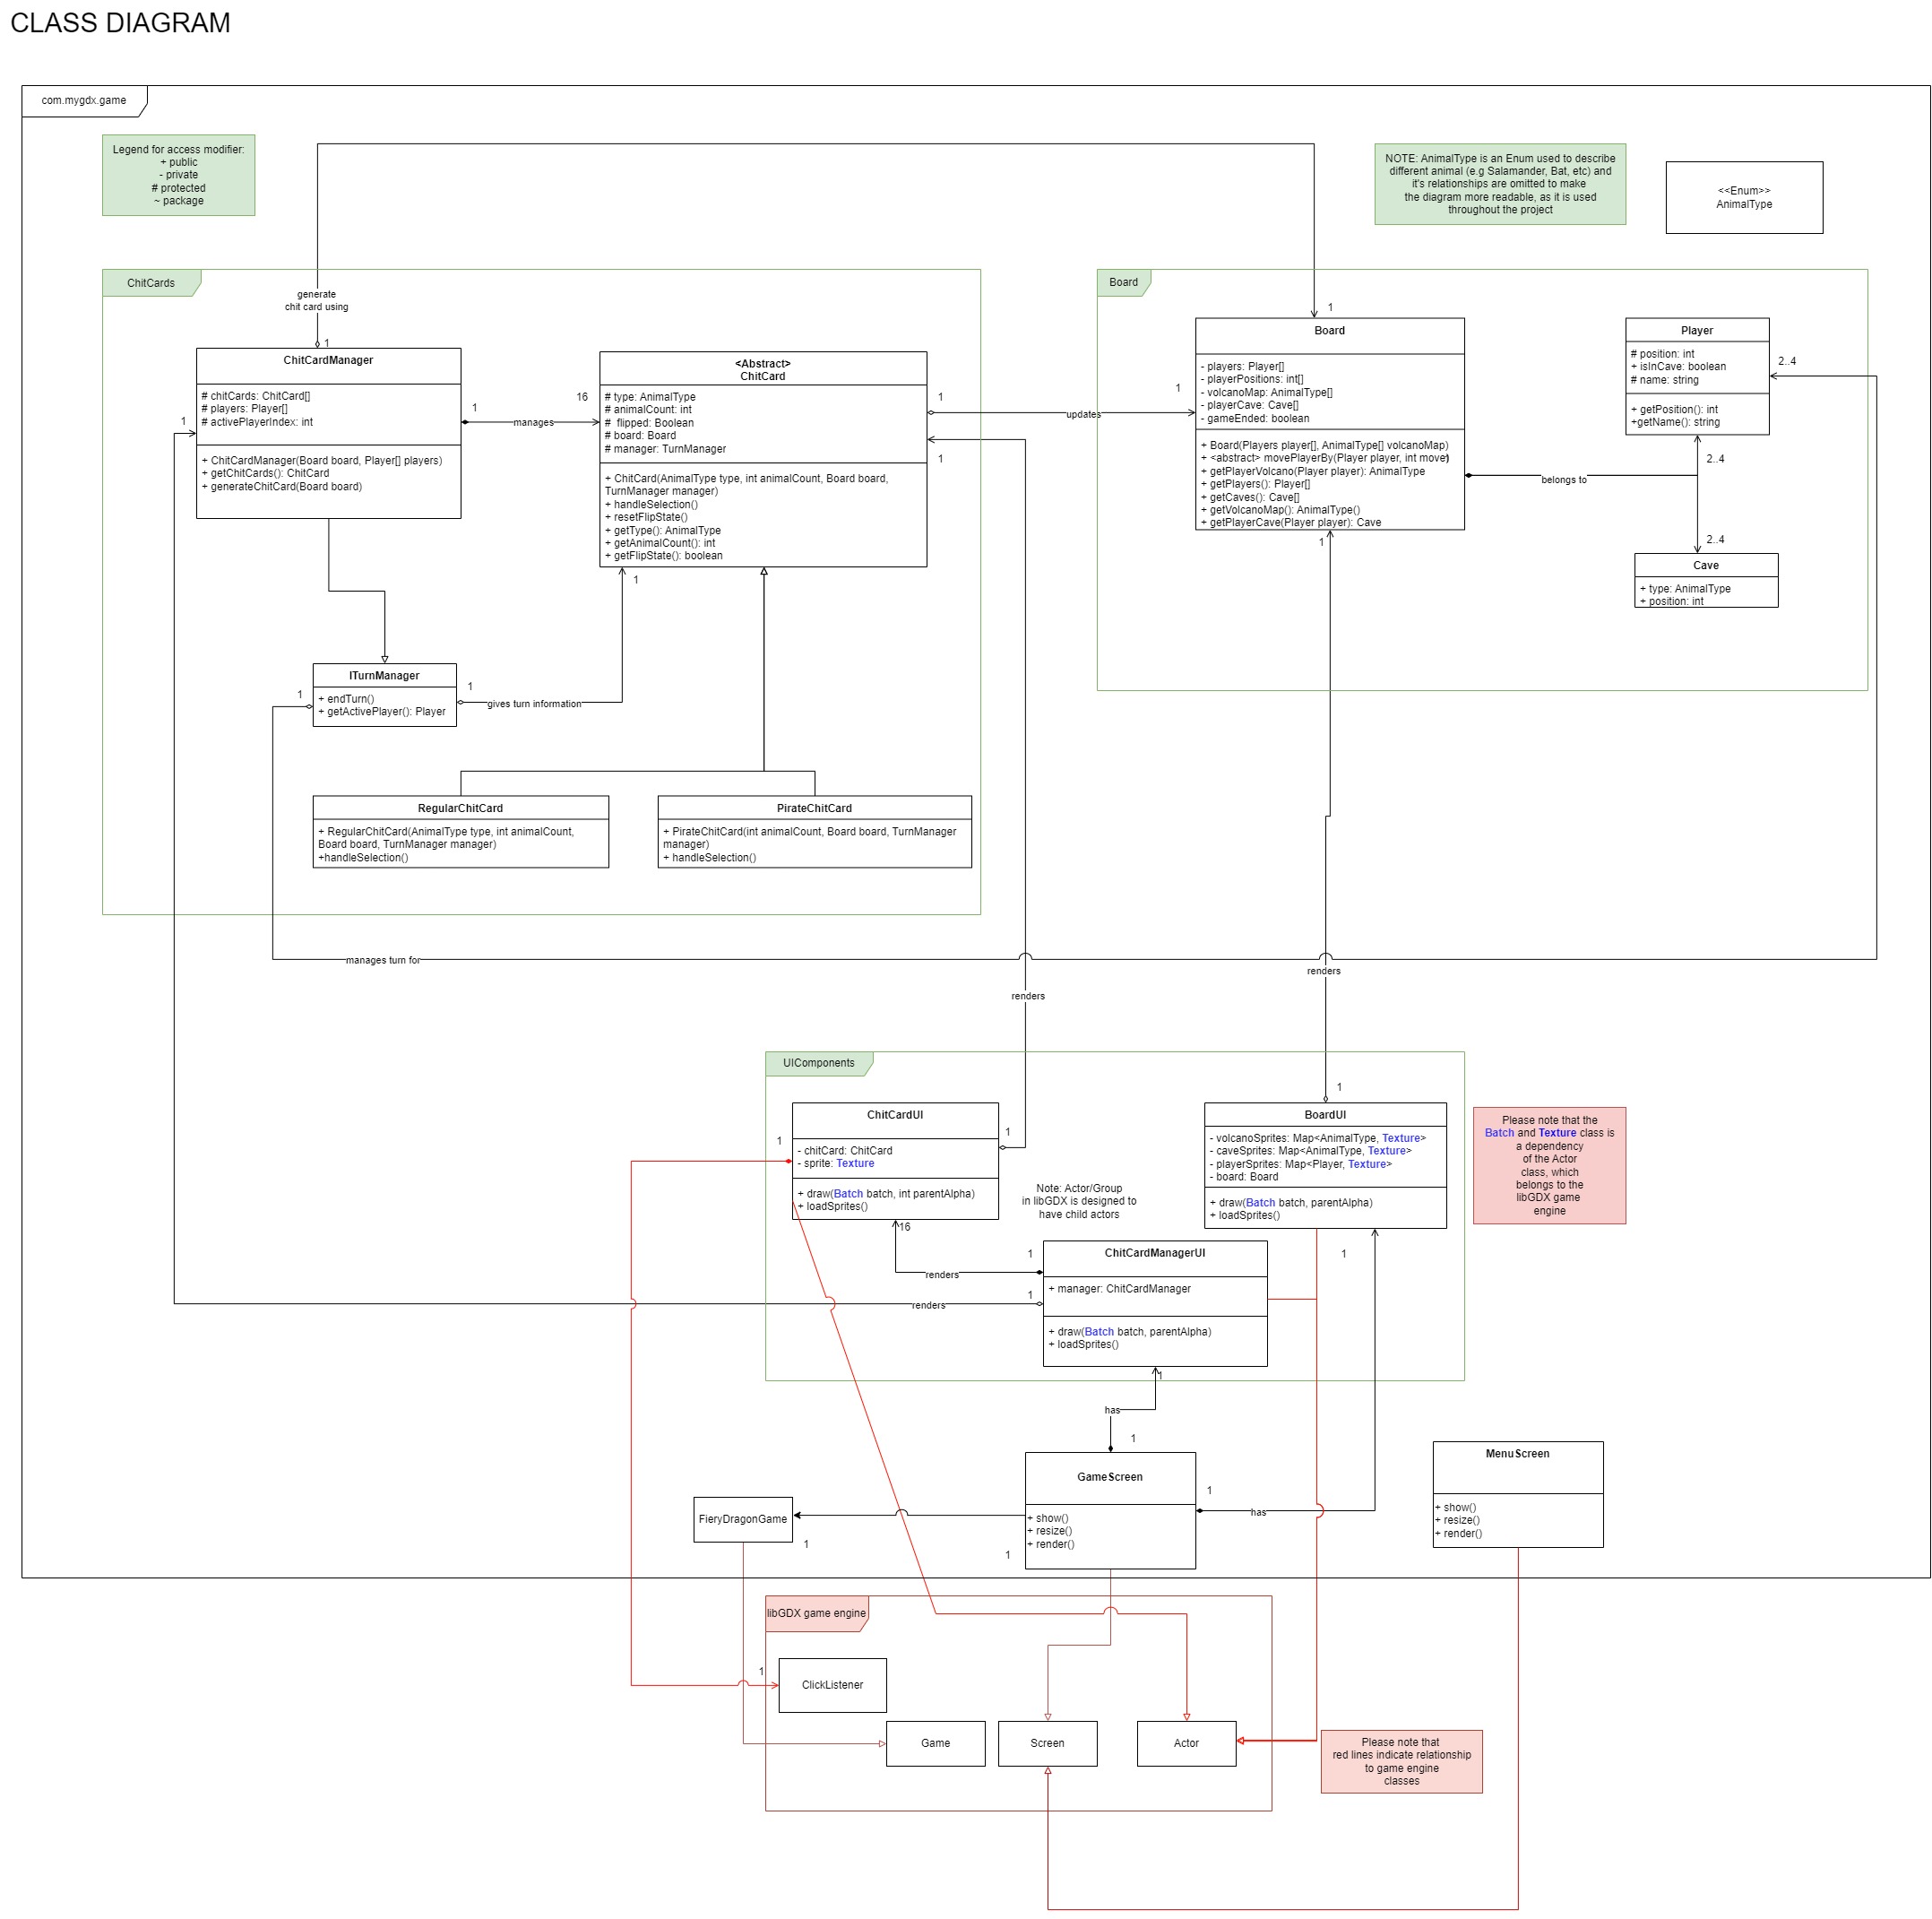 CLASS DIAGRAM
com.mygdx.game
Legend for access modifier:
+ public
- private
# protected
~ package
NOTE: AnimalType is an Enum used to describe
different animal (e.g Salamander, Bat, etc) and
it's relationships are omitted to make
the diagram more readable, as it is used
throughout the project
<<Enum>>
AnimalType
ChitCards
generate
chit card using
1
ChitCardManager
# chitCards: ChitCard[]
# players: Player[]
# activePlayerIndex: int
+ ChitCardManager(Board board, Player[] players)
+ getChitCards(): ChitCard
+ generateChitCard(Board board)
1
1
manages
16
<Abstract>
ChitCard
# type: AnimalType
# animalCount: int
# flipped: Boolean
# board: Board
# manager: TurnManager
+ ChitCard(AnimalType type, int animalCount, Board board,
TurnManager manager)
+ handleSelection()
+ resetFlipState()
+ getType(): AnimalType
+ getAnimalCount(): int
+ getFlipState(): boolean
1
updates
1
1
1
ITurnManager
+ endTurn()
+ getActivePlayer(): Player
1
1
gives turn information
RegularChitCard
+ RegularChitCard(AnimalType type, int animalCount,
Board board, TurnManager manager)
+handleSelection()
PirateChitCard
+ PirateChitCard(int animalCount, Board board, TurnManager
manager)
+ handleSelection()
Board
1
Board
- players: Player[]
- playerPositions: int[]
- volcanoMap: AnimalType[]
- playerCave: Cave[]
- gameEnded: boolean
+ Board(Players player[], AnimalType[] volcanoMap)
+ <abstract> movePlayerBy(Player player, int move)
+ getPlayerVolcano(Player player): AnimalType
+ getPlayers(): Player[]
+ getCaves(): Cave[]
+ getVolcanoMap(): AnimalType()
+ getPlayerCave(Player player): Cave
1
belongs to
Player
# position: int
+ isInCave: boolean
# name: string
+ getPosition(): int
+getName(): string
2..4
2..4
2..4
Cave
+ type: AnimalType
+ position: int
manages turn for
renders
renders
UIComponents
ChitCardUI
- chitCard: ChitCard
- sprite: Texture
+ draw(Batch batch, int parentAlpha)
+ loadSprites()
1
1
16
Note: Actor/Group
in libGDX is designed to
have child actors
1
BoardUI
- volcanoSprites: Map<AnimalType, Texture>
- caveSprites: Map<AnimalType, Texture>
- playerSprites: Map<Player, Texture>
- board: Board
+ draw(Batch batch, parentAlpha)
+ loadSprites()
1
Please note that the
Batch and Texture class is
a dependency
of the Actor
class, which
belongs to the
libGDX game
engine
1
renders
1
renders
ChitCardManagerUI
+ manager: ChitCardManager
+ draw(Batch batch, parentAlpha)
+ loadSprites()
1
has
1
GameScreen
+ show()
+ resize()
+ render()
1
has
1
FieryDragonGame
1
MenuScreen
+ show()
+ resize()
+ render()
libGDX game engine
1
ClickListener
Game
Screen
Actor
Please note that
red lines indicate relationship
to game engine
classes